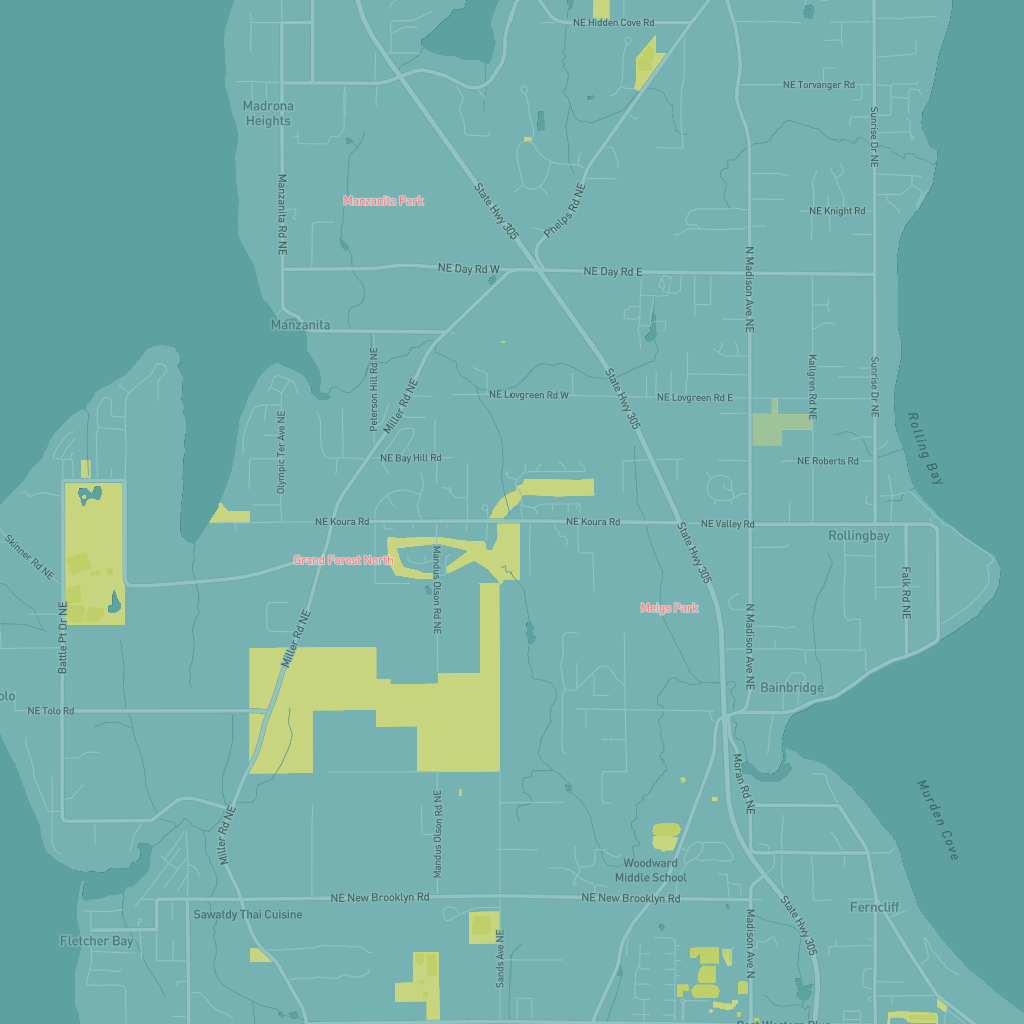 NE Hidden Cove Rd
NE Torvanger Rd
Madrona
Heights
Sunrise Dr NE
Manzanita Park
Manzanita Rd NE
State Hwy 305
Phelps Rd NE
NE Knight Rd
NE Day Rd W
NE Day Rd E
N Madison Ave NE
Manzanita
Peterson Hill Rd NE
Miller Rd NE
NE Lovgreen Rd W
State Hwy 305
NE Lovgreen Rd E
Kallgren Rd NE
Sunrise Dr NE
Rolling Bay
Olympic Ter Ave NE
NE Bay Hill Rd
NE Roberts Rd
NE Koura Rd
NE Koura Rd
NE Valley Rd
Rollingbay
Skinner Rd NE
Grand Forest North
Mandus Olson Rd NE
State Hwy 305
Falk Rd NE
Meigs Park
Battle Pt Dr NE
Miller Rd NE
N Madison Ave NE
Bainbridge
olo
NE Tolo Rd
Moran Rd NE
Murden Cove
Miller Rd NE
Mandus Olson Rd NE
Woodward
Middle School
NE New Brooklyn Rd
NE New Brooklyn Rd
Sawatdy Thai Cuisine
Ferncliff
Fletcher Bay
Sands Ave NE
Madison Ave N
State Hwy 305